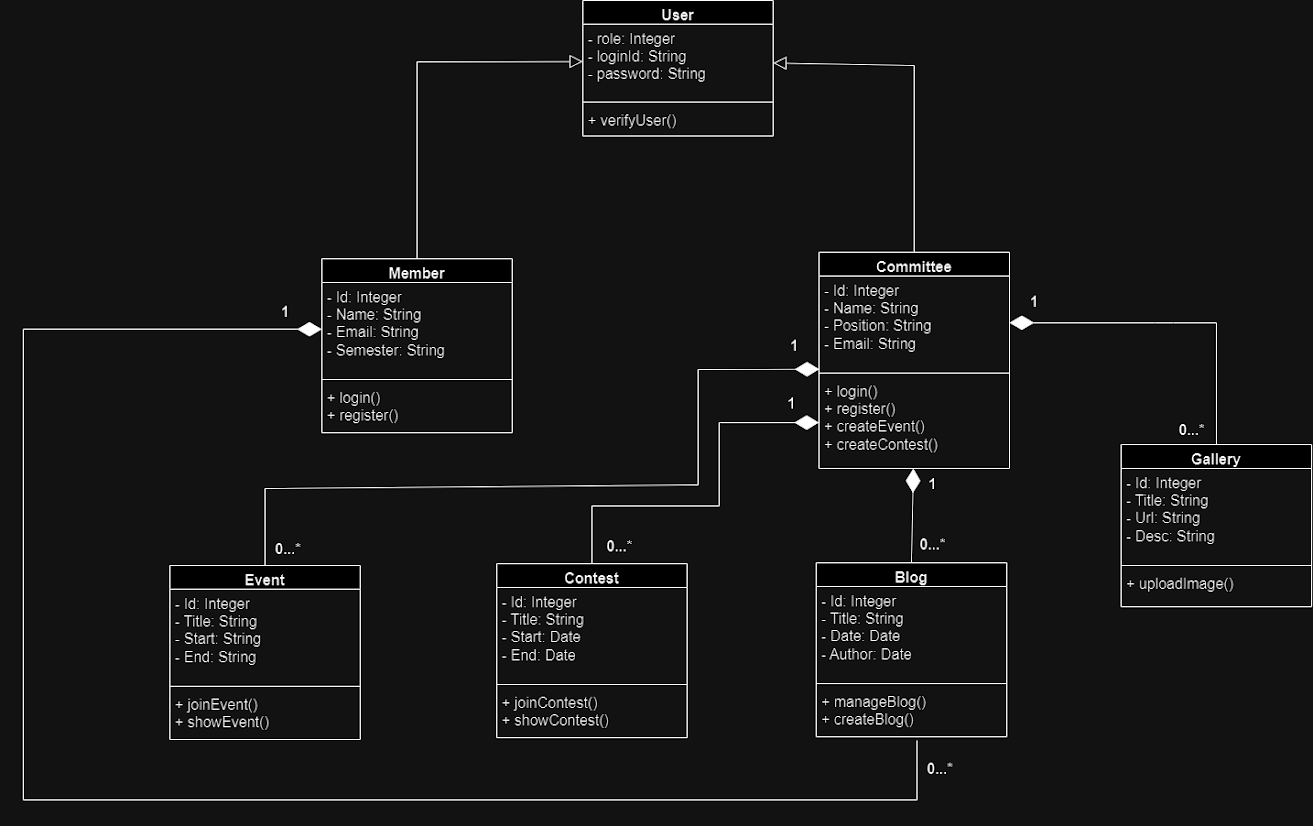 User
- role: Integer
- loginId: String
- password: String
+ verifyUser()
Member
- Id: Integer
- Name: String
- Email: String
- Semester: String
+ login()
+ register()
1
Committee
- Id: Integer
- Name: String
- Position: String
- Email: String
+ login()
+ register()
+ createEvent()
+ createContest()
1
1
1
1
0...*
Gallery
- Id: Integer
- Title: String
- Url: String
- Desc: String
+ uploadImage()
0...*
Event
- Id: Integer
- Title: String
- Start: String
- End: String
+ joinEvent()
+ showEvent()
0...*
Contest
- Id: Integer
- Title: String
- Start: Date
- End: Date
+ joinContest()
+ showContest()
0...*
Blog
- Id: Integer
- Title: String
- Date: Date
- Author: Date
+ manageBlog()
+ createBlog()
0...*